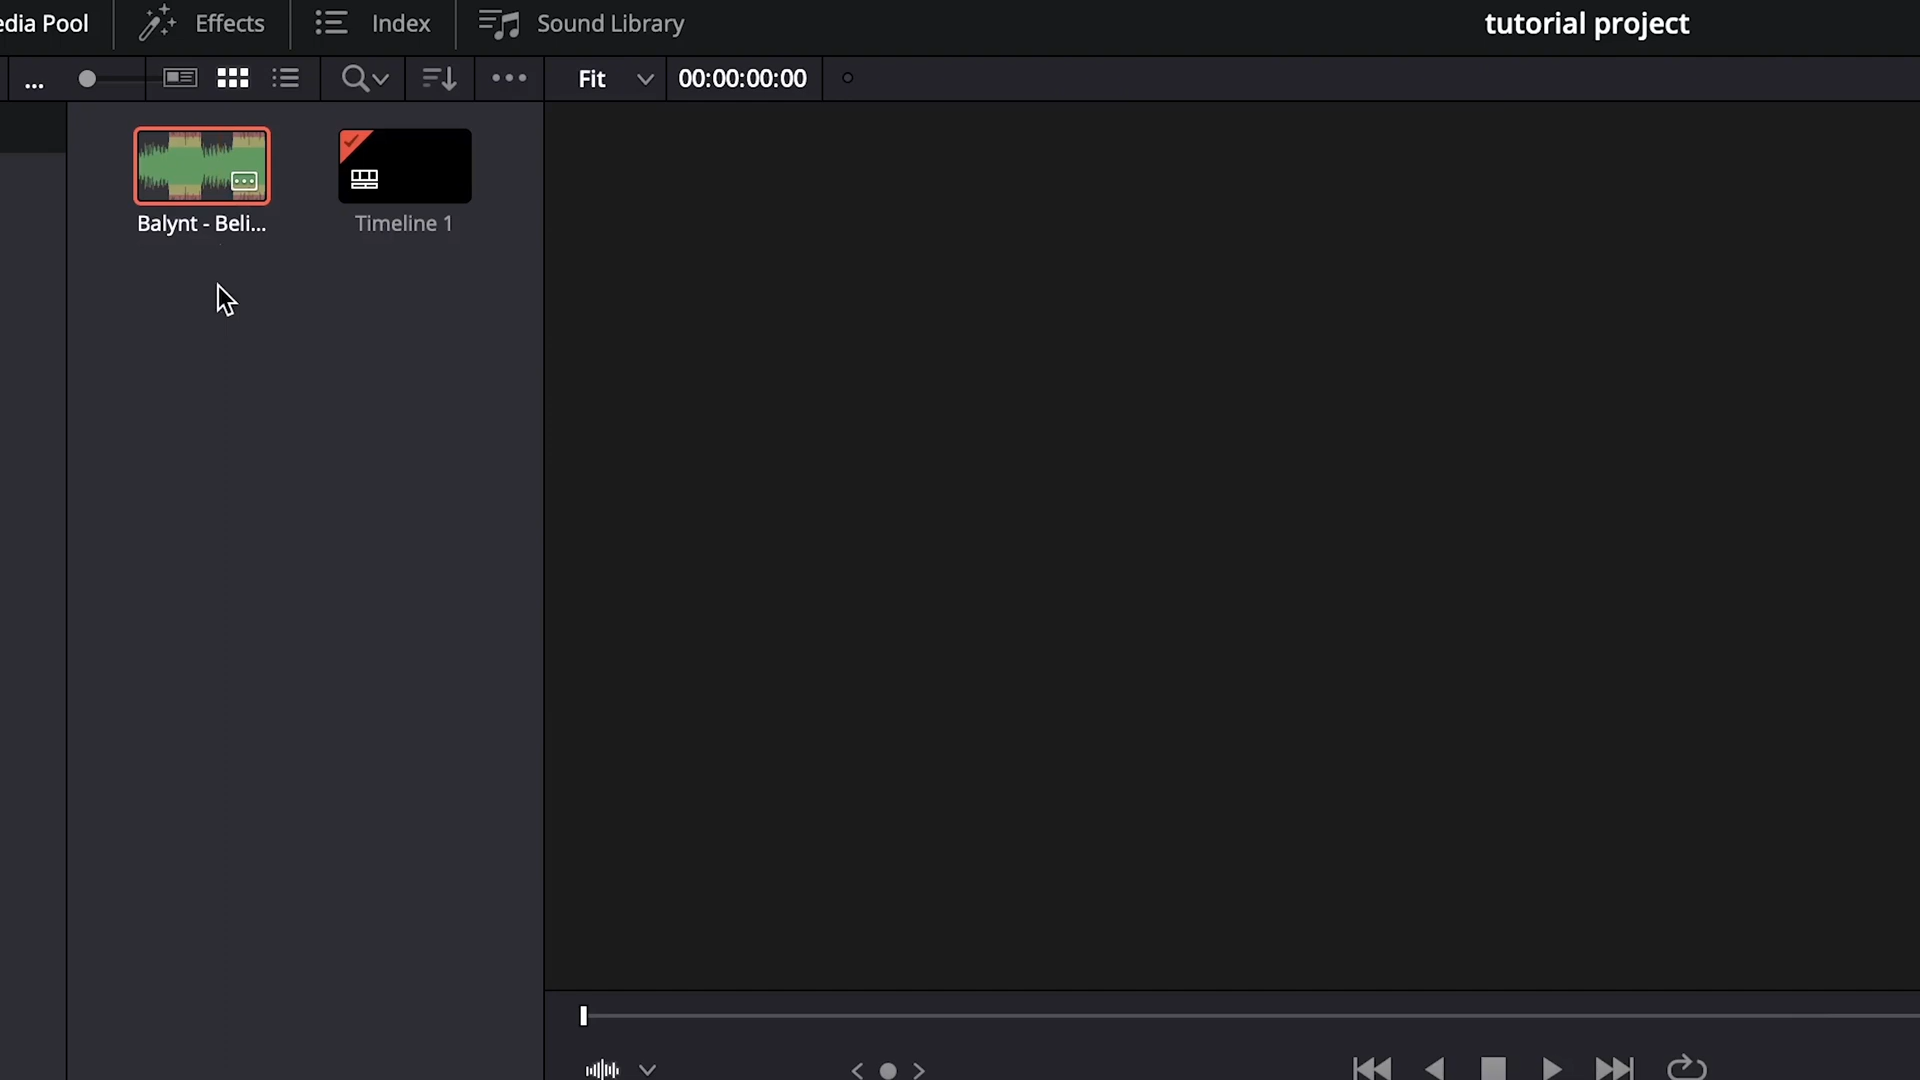 edia Pool
Effects
Index
Sound Library
tutorial project
...
Fit
00:00:00:00
Balynt - Beli...
Timeline 1